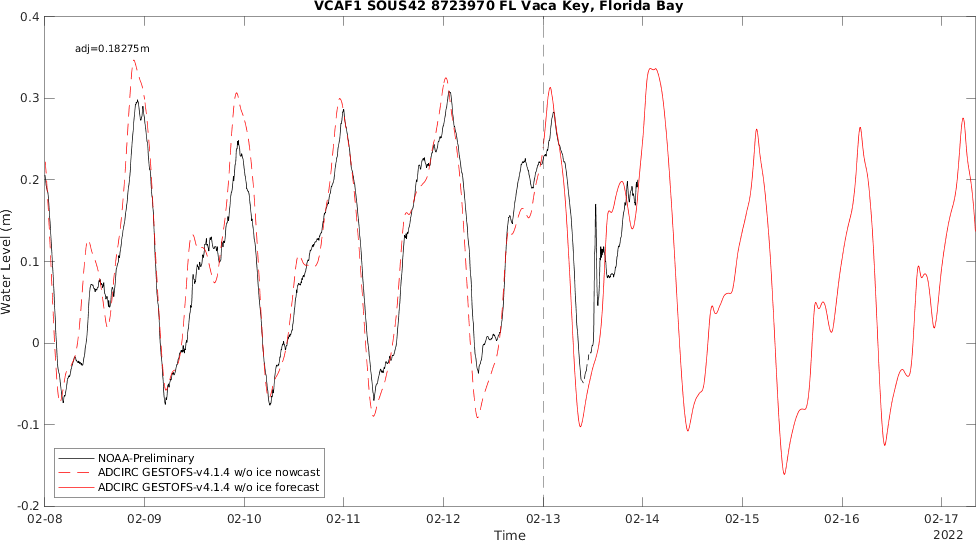 VCAF1 SOUS42 8723970 FL Vaca Key, Florida Bay
adj=0.18275m
0.4
0.3
0.2
0.1
0
-0.1
-0.2
Water Level (m)
NOAA-Preliminary
ADCIRC GESTOFS-v4.1.4 w/o ice nowcast
ADCIRC GESTOFS-v4.1.4 w/o ice forecast
02-08 02-09 02-10 02-11 02-12 02-13 02-14 02-15 02-16 02-17
Time
2022